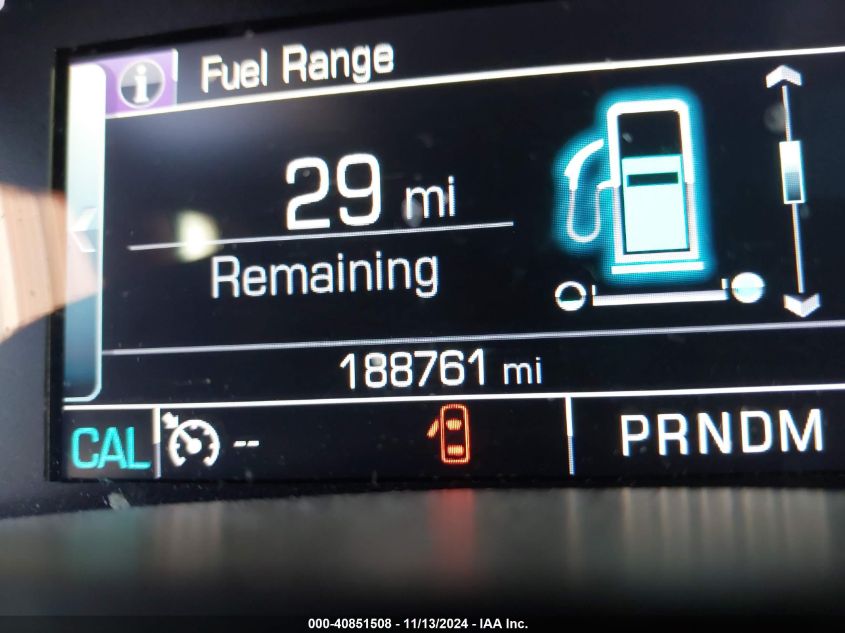 Fuel Range
29 mi
Remaining
188761 mi
CAL -- PRNDM
000-40851508 - 11/13/2024 - IAA Inc.